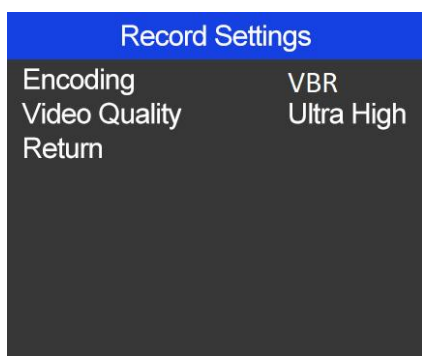 Record Settings
Encoding VBR
Video Quality Ultra High
Return